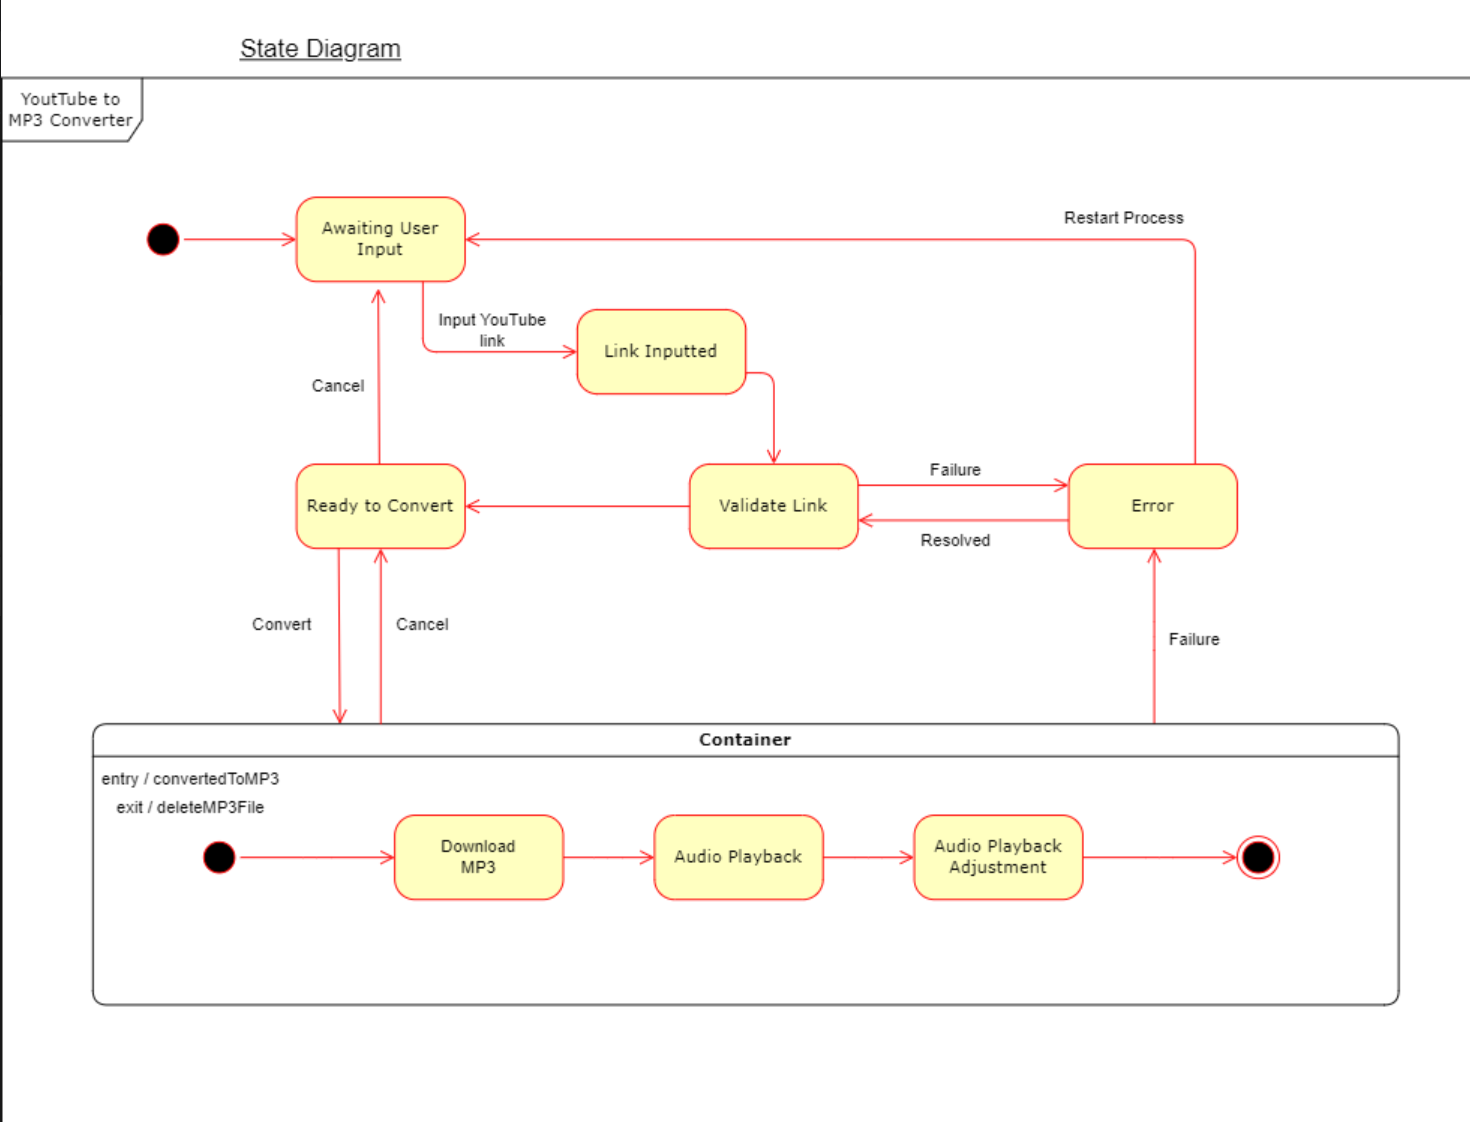 State Diagram
YoutTube to
MP3 Converter
Restart Process
Awaiting User
Input
Input YouTube
link
Link Inputted
Cancel
Failure
Ready to Convert
Validate Link
Error
Resolved
Convert
Cancel
Failure
Container
entry / convertedToMP3
exit / deleteMP3File
Download
MP3
Audio Playback
Audio Playback
Adjustment